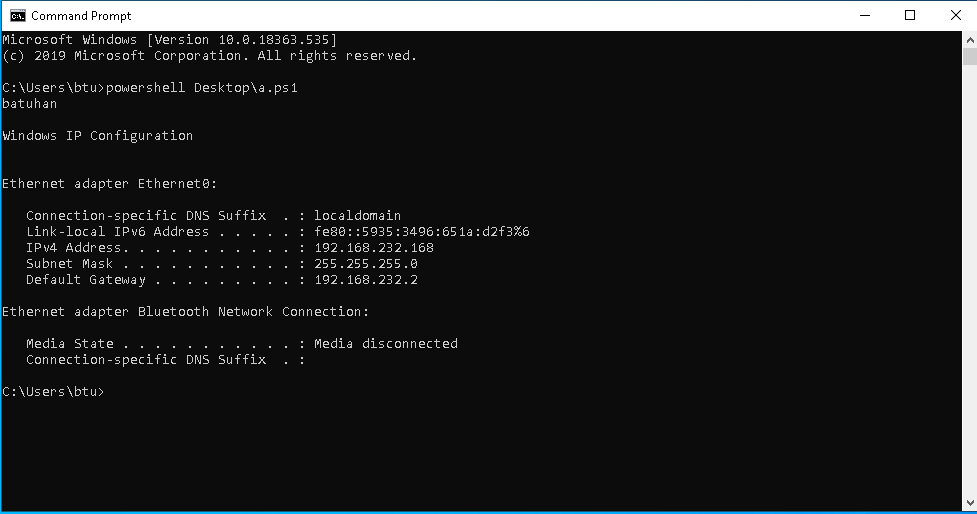 Command Prompt
Microsoft Windows [Version 10.0.18363.535]
(c) 2019 Microsoft Corporation. All rights reserved.
C:\Users\btu>powershell Desktop\a.ps1
batuhan
Windows IP Configuration
Ethernet adapter Ethernet0:
   Connection-specific DNS Suffix  . : localdomain
   Link-local IPv6 Address . . . . . : fe80::5935:3496:651a:d2f3%6
   IPv4 Address. . . . . . . . . . . : 192.168.232.168
   Subnet Mask . . . . . . . . . . . : 255.255.255.0
   Default Gateway . . . . . . . . . : 192.168.232.2
Ethernet adapter Bluetooth Network Connection:
   Media State . . . . . . . . . . . : Media disconnected
   Connection-specific DNS Suffix  . :
C:\Users\btu>